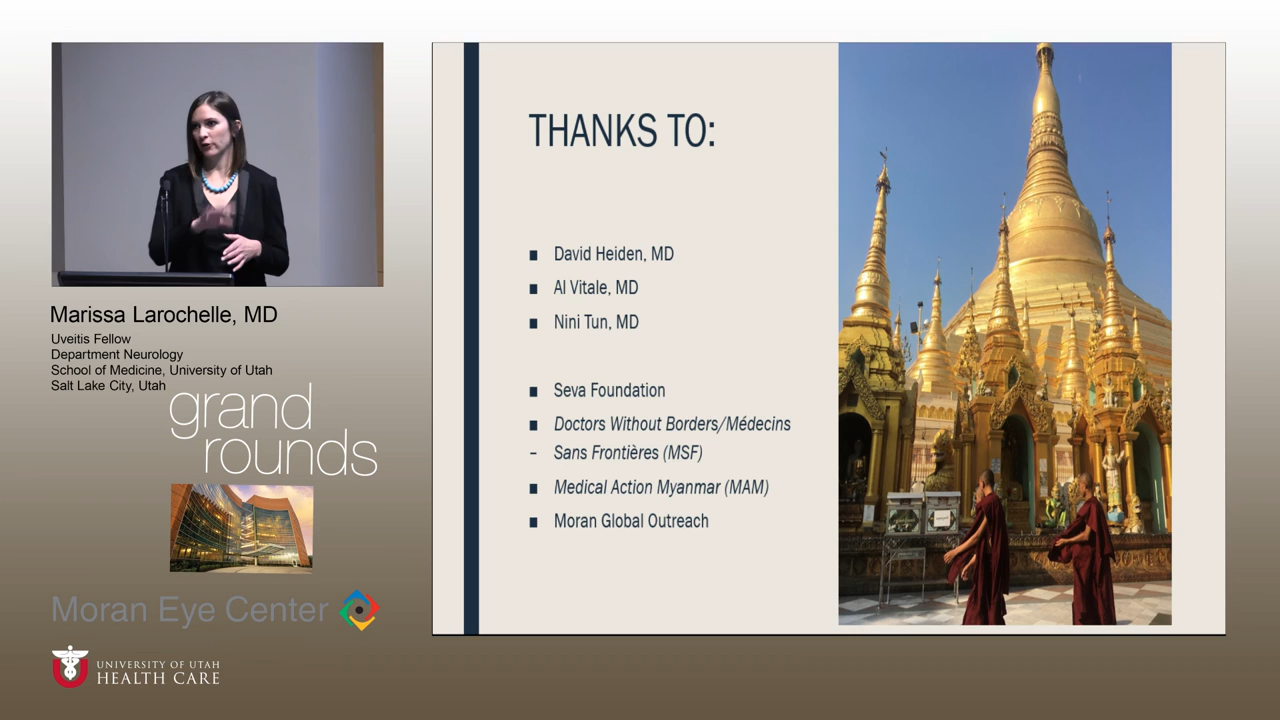 Marissa Larochelle, MD
Uveitis Fellow
Department Neurology
School of Medicine, University of Utah
Salt Lake City, Utah
grand
rounds
Moran Eye Center
UNIVERSITY OF UTAH
HEALTH CARE
THANKS TO:
■ David Heiden, MD
■ Al Vitale, MD
■ Nini Tun, MD
■ Seva Foundation
■ Doctors Without Borders/Médecins
– Sans Frontières (MSF)
■ Medical Action Myanmar (MAM)
■ Moran Global Outreach